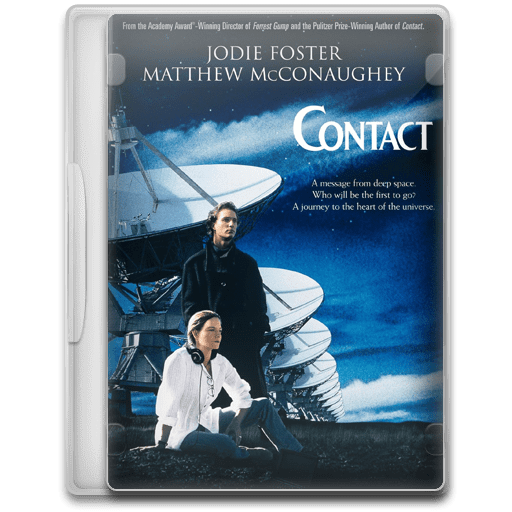 From the Academy Award®-Winning Director of Forrest Gump and the Pulitzer Prize-Winning Author of Contact.
JODIE FOSTER
MATTHEW McCONAUGHEY
CONTACT
A message from deep space.
Who will be the first to go?
A journey to the heart of the universe.